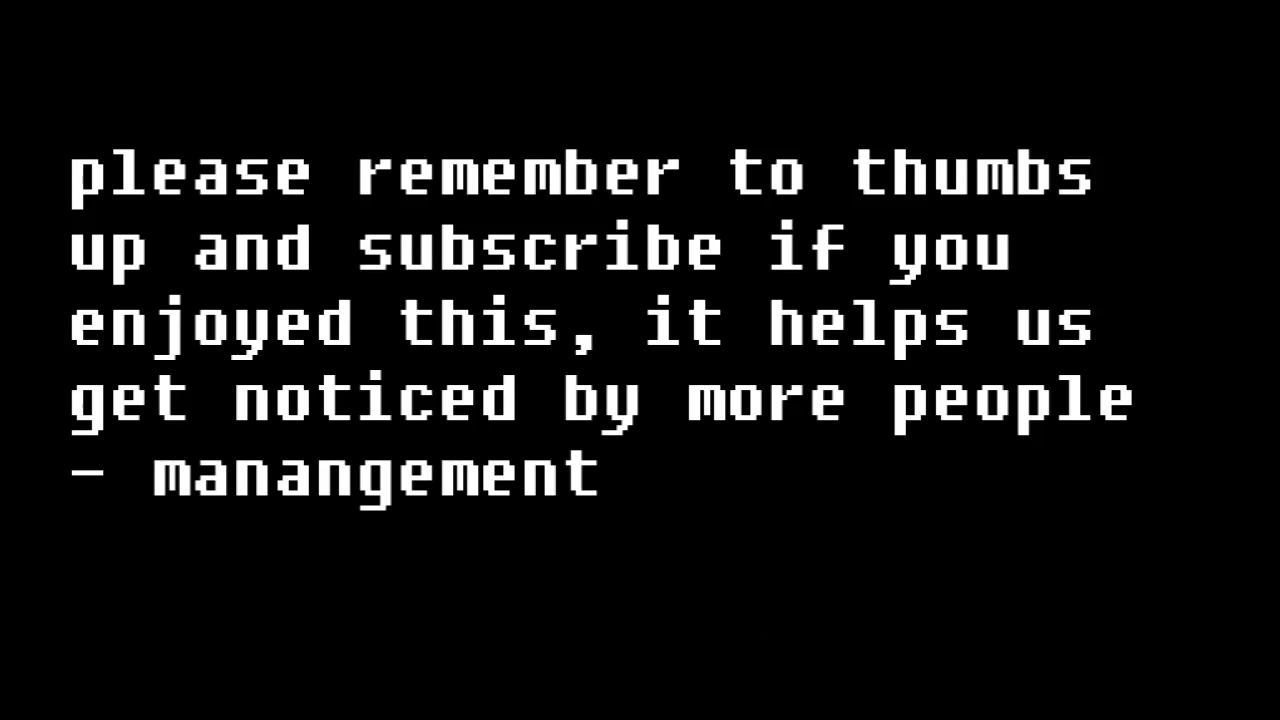 please remember to thumbs
up and subscribe if you
enjoyed this, it helps us
get noticed by more people
- manangement